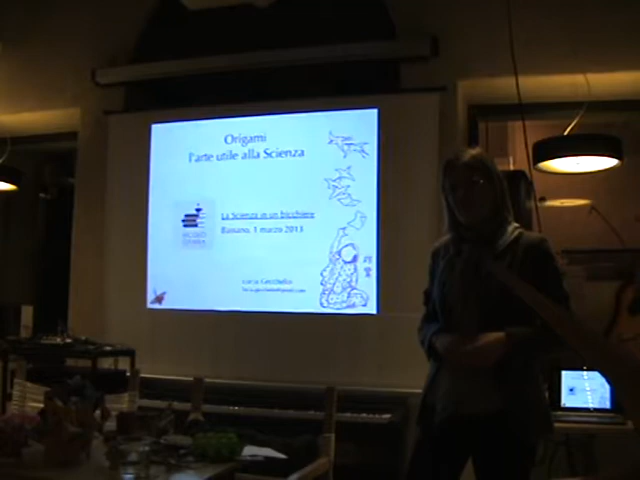 Origami
l'arte utile alla Scienza
La Scienza in un bicchiere
Bassano, 1 marzo 2013